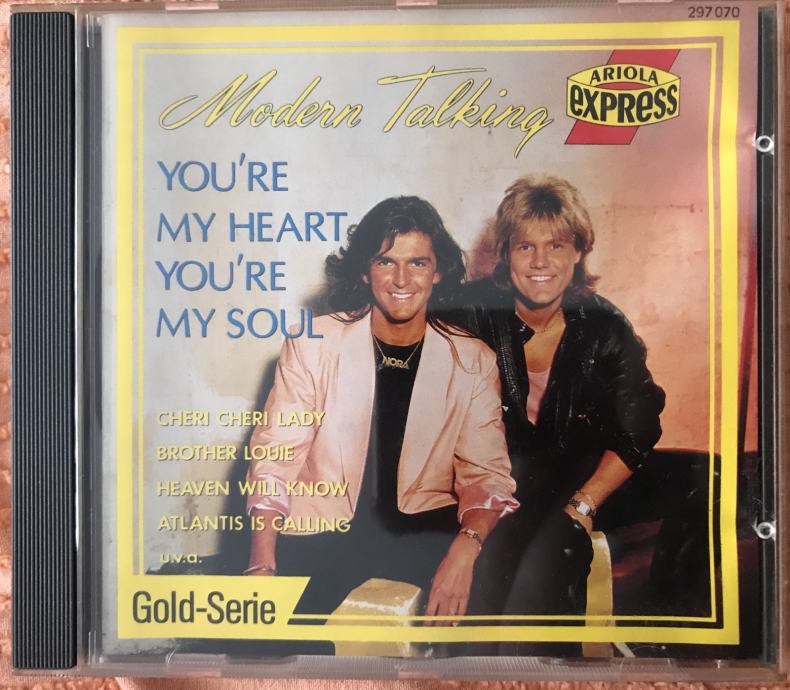 297 070
Modern Talking
ARIOLA
eXPRESS
YOU'RE
MY HEART
YOU'RE
MY SOUL
NORA
CHERI CHERI LADY
BROTHER LOUIE
HEAVEN WILL KNOW
ATLANTIS IS CALLING
u.v.a.
Gold-Serie